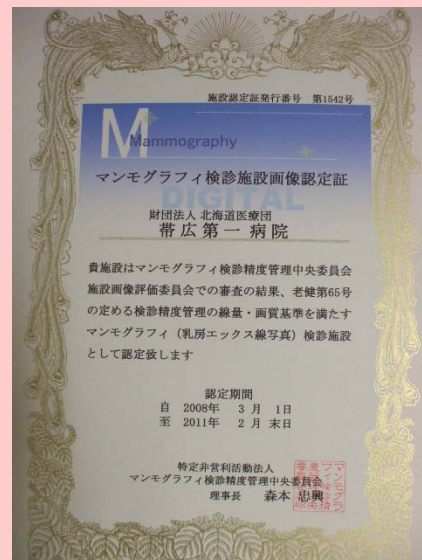 施設認定証発行番号 第1542号
Mammography
マンモグラフィ検診施設画像認定証
DIGITAL
財団法人 北海道医療団
帯広第一病院
貴施設はマンモグラフィ検診精度管理中央委員会
施設画像評価委員会での審査の結果、老健第65号
の定める検診精度管理の線量・画質基準を満たす
マンモグラフィ(乳房エックス線写真)検診施設
として認定致します
認定期間
自 2008年 3月 1日
至 2011年 2月 末日
特定非営利活動法人
マンモグラフィ検診精度管理中央委員会
理事長 森本 忠興